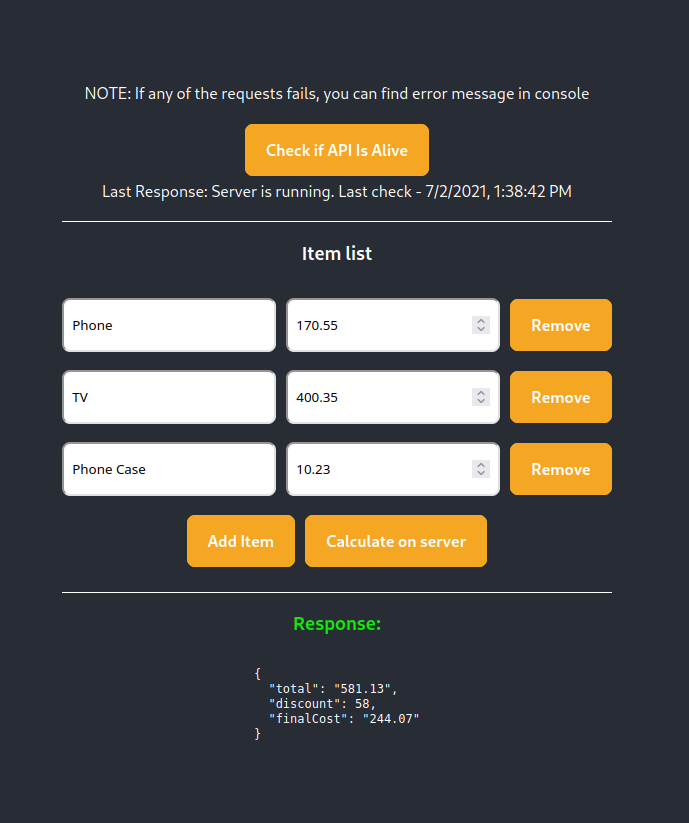 NOTE: If any of the requests fails, you can find error message in console
Check if API Is Alive
Last Response: Server is running. Last check - 7/2/2021, 1:38:42 PM
Item list
Phone 170.55 Remove
TV 400.35 Remove
Phone Case 10.23 Remove
Add Item Calculate on server
Response:
{
  "total": "581.13",
  "discount": 58,
  "finalCost": "244.07"
}